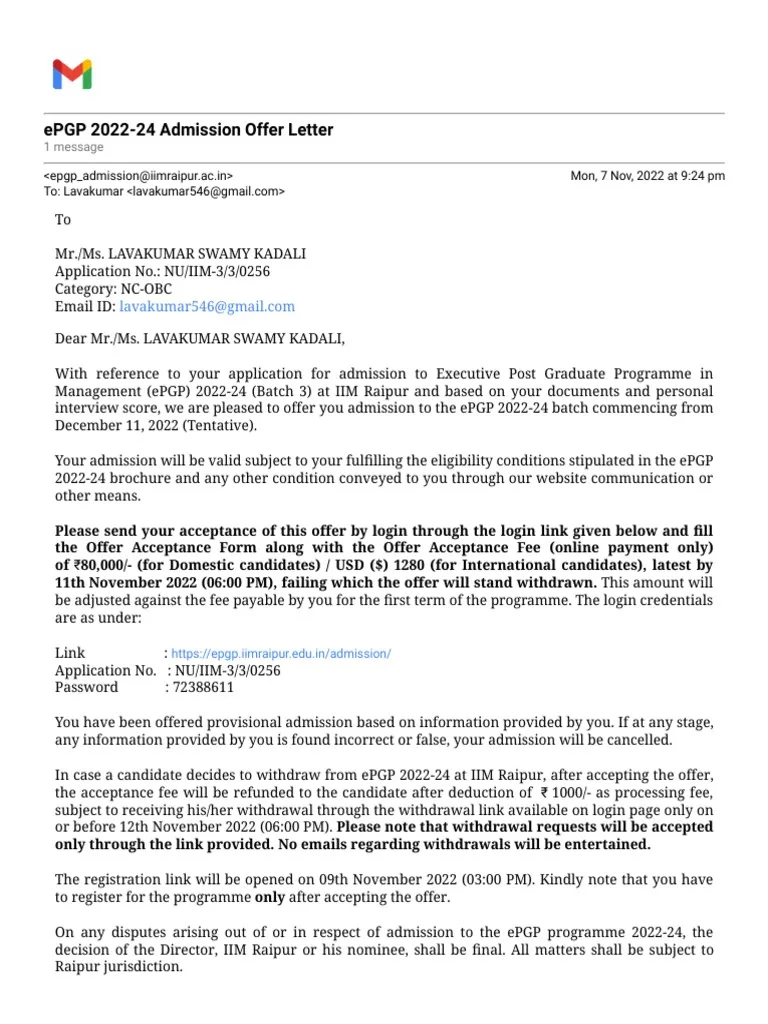 ePGP 2022-24 Admission Offer Letter
1 message
<epgp_admission@iimraipur.ac.in> Mon, 7 Nov, 2022 at 9:24 pm
To: Lavakumar <lavakumar546@gmail.com>
To
Mr./Ms. LAVAKUMAR SWAMY KADALI
Application No.: NU/IIM-3/3/0256
Category: NC-OBC
Email ID: lavakumar546@gmail.com
Dear Mr./Ms. LAVAKUMAR SWAMY KADALI,
With reference to your application for admission to Executive Post Graduate Programme in
Management (ePGP) 2022-24 (Batch 3) at IIM Raipur and based on your documents and personal
interview score, we are pleased to offer you admission to the ePGP 2022-24 batch commencing from
December 11, 2022 (Tentative).
Your admission will be valid subject to your fulfilling the eligibility conditions stipulated in the ePGP
2022-24 brochure and any other condition conveyed to you through our website communication or
other means.
Please send your acceptance of this offer by login through the login link given below and fill
the Offer Acceptance Form along with the Offer Acceptance Fee (online payment only)
of ₹80,000/- (for Domestic candidates) / USD ($) 1280 (for International candidates), latest by
11th November 2022 (06:00 PM), failing which the offer will stand withdrawn. This amount will
be adjusted against the fee payable by you for the first term of the programme. The login credentials
are as under:
Link : https://epgp.iimraipur.edu.in/admission/
Application No. : NU/IIM-3/3/0256
Password : 72388611
You have been offered provisional admission based on information provided by you. If at any stage,
any information provided by you is found incorrect or false, your admission will be cancelled.
In case a candidate decides to withdraw from ePGP 2022-24 at IIM Raipur, after accepting the offer,
the acceptance fee will be refunded to the candidate after deduction of ₹ 1000/- as processing fee,
subject to receiving his/her withdrawal through the withdrawal link available on login page only on
or before 12th November 2022 (06:00 PM). Please note that withdrawal requests will be accepted
only through the link provided. No emails regarding withdrawals will be entertained.
The registration link will be opened on 09th November 2022 (03:00 PM). Kindly note that you have
to register for the programme only after accepting the offer.
On any disputes arising out of or in respect of admission to the ePGP programme 2022-24, the
decision of the Director, IIM Raipur or his nominee, shall be final. All matters shall be subject to
Raipur jurisdiction.